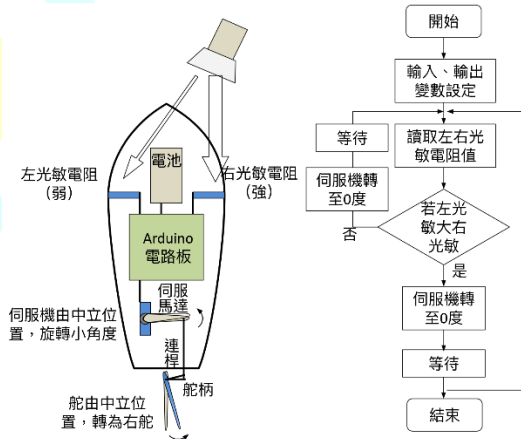 電池
左光敏電阻
（弱）
右光敏電阻
（強）
Arduino
電路板
伺服
馬達
伺服機由中立位
置，旋轉小角度
連桿
舵柄
舵由中立位
置，轉為右舵
開始
輸入、輸出
變數設定
讀取左右光
敏電阻值
等待
伺服機轉
至0度
若左光
敏大右
光敏
否
是
伺服機轉
至0度
等待
結束